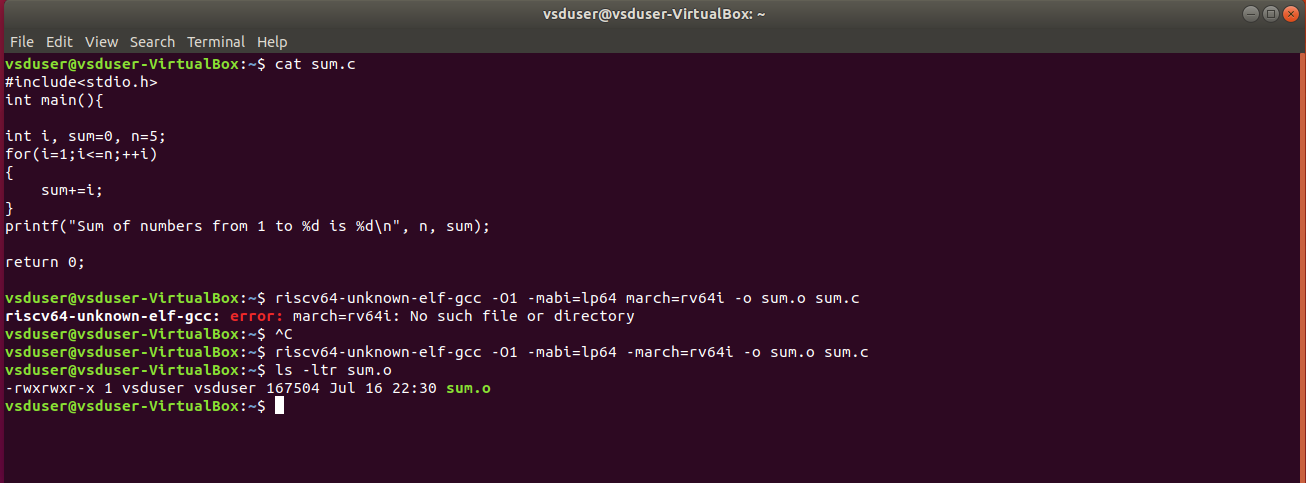 vsduser@vsduser-VirtualBox: ~
File Edit View Search Terminal Help
vsduser@vsduser-VirtualBox:~$ cat sum.c
#include<stdio.h>
int main(){
int i, sum=0, n=5;
for(i=1;i<=n;++i)
{
    sum+=i;
}
printf("Sum of numbers from 1 to %d is %d\n", n, sum);
return 0;
vsduser@vsduser-VirtualBox:~$ riscv64-unknown-elf-gcc -O1 -mabi=lp64 march=rv64i -o sum.o sum.c
riscv64-unknown-elf-gcc: error: march=rv64i: No such file or directory
vsduser@vsduser-VirtualBox:~$ ^C
vsduser@vsduser-VirtualBox:~$ riscv64-unknown-elf-gcc -O1 -mabi=lp64 -march=rv64i -o sum.o sum.c
vsduser@vsduser-VirtualBox:~$ ls -ltr sum.o
-rwxrwxr-x 1 vsduser vsduser 167504 Jul 16 22:30 sum.o
vsduser@vsduser-VirtualBox:~$